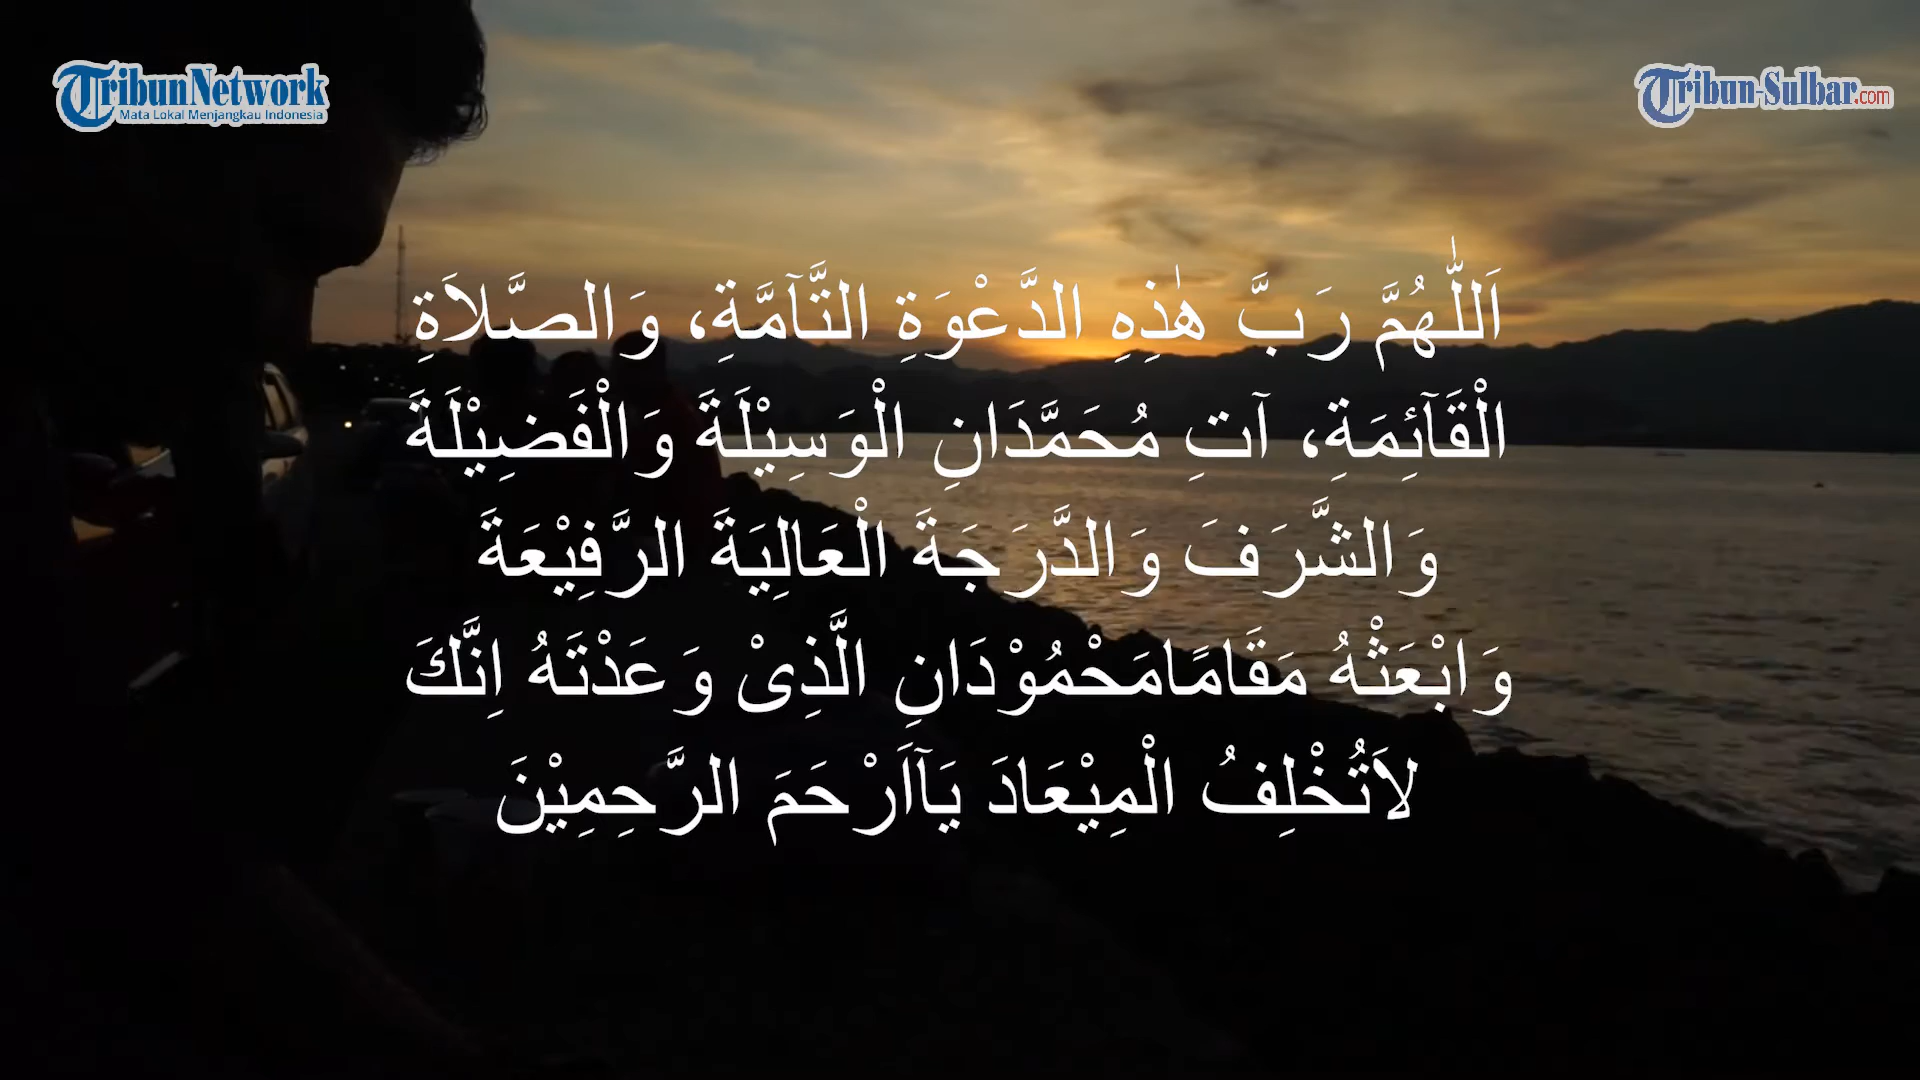 TribunNetwork
Mata Lokal Menjangkau Indonesia
Tribun-Sulbar.com
اَللّٰهُمَّ رَبَّ هٰذِهِ الدَّعْوَةِ التَّآمَّةِ، وَالصَّلاَةِ
الْقَآئِمَةِ، آتِ مُحَمَّدَانِ الْوَسِيْلَةَ وَالْفَضِيْلَةَ
وَالشَّرَفَ وَالدَّرَجَةَ الْعَالِيَةَ الرَّفِيْعَةَ
وَابْعَثْهُ مَقَامًامَحْمُوْدَانِ الَّذِىْ وَعَدْتَهُ اِنَّكَ
لاَتُخْلِفُ الْمِيْعَادَ يَآاَرْحَمَ الرَّحِمِيْنَ